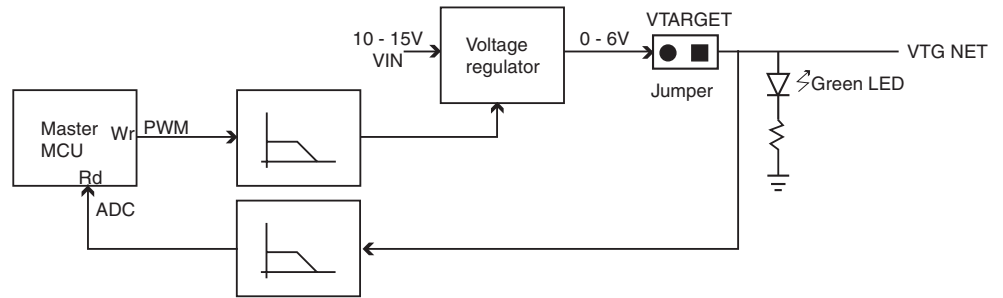 VTARGET
10 - 15V
VIN
Voltage
regulator
0 - 6V
VTG NET
Jumper
Green LED
Master
MCU
Wr
PWM
Rd
ADC